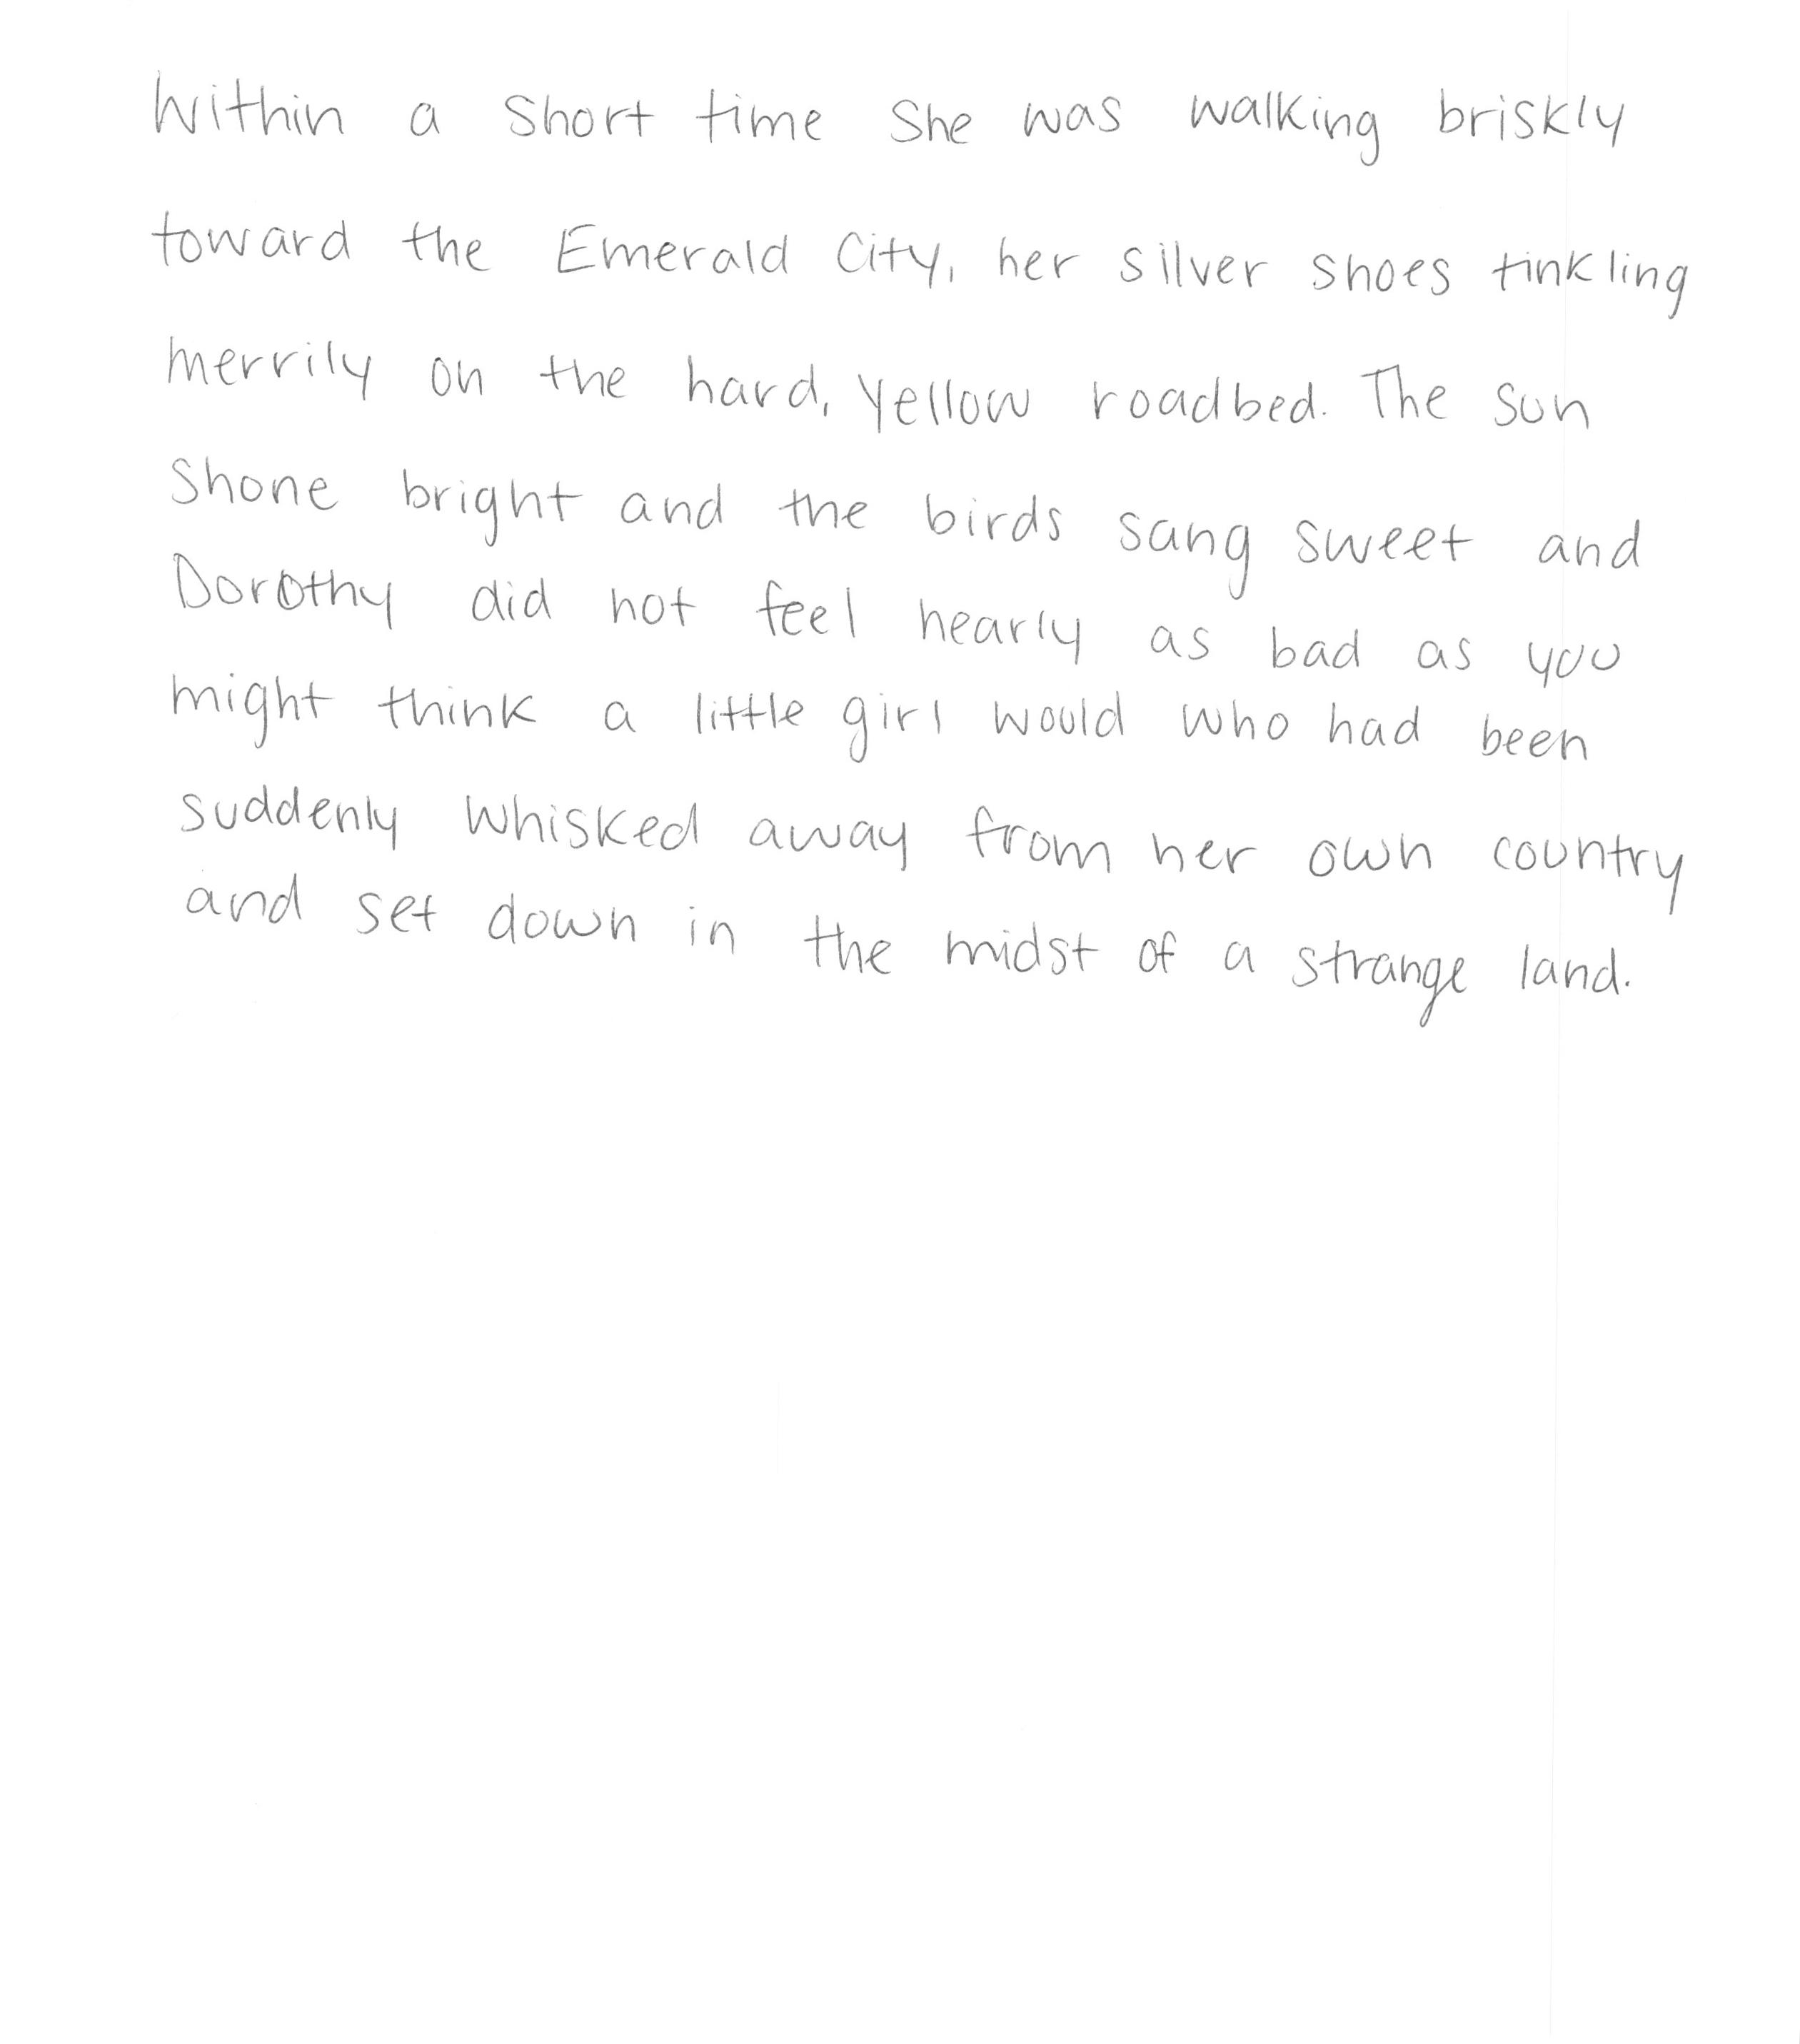 Within a short time she was walking briskly
toward the Emerald City, her silver shoes tinkling
merrily on the hard, yellow roadbed. The sun
shone bright and the birds sang sweet and
Dorothy did not feel nearly as bad as you
might think a little girl would who had been
suddenly whisked away from her own country
and set down in the midst of a strange land.